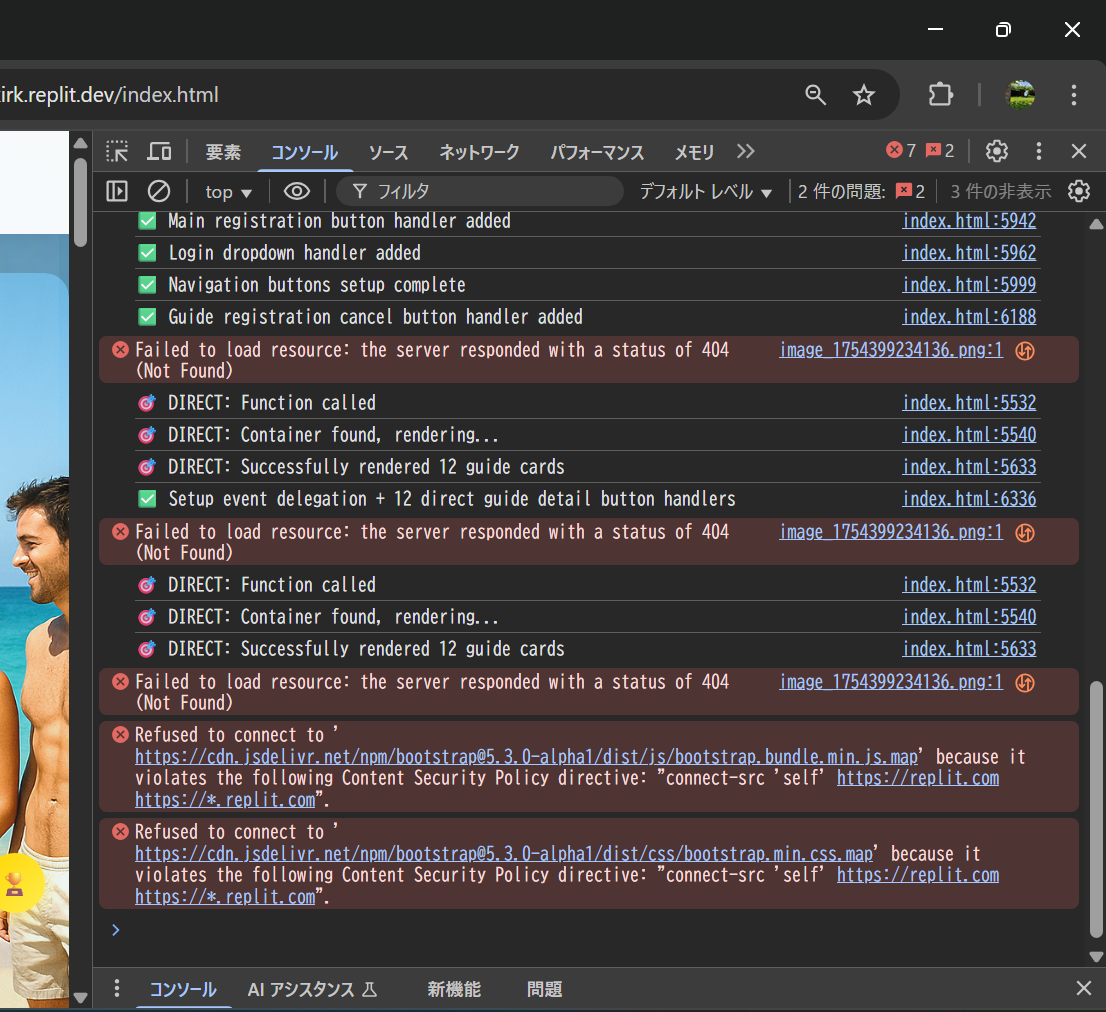 irk.replit.dev/index.html
要素 コンソール ソース ネットワーク パフォーマンス メモリ 7 2
top フィルタ デフォルト レベル 2 件の問題: 2 3 件の非表示
Main registration button handler added index.html:5942
Login dropdown handler added index.html:5962
Navigation buttons setup complete index.html:5999
Guide registration cancel button handler added index.html:6188
Failed to load resource: the server responded with a status of 404 image_1754399234136.png:1
(Not Found)
DIRECT: Function called index.html:5532
DIRECT: Container found, rendering... index.html:5540
DIRECT: Successfully rendered 12 guide cards index.html:5633
Setup event delegation + 12 direct guide detail button handlers index.html:6336
Failed to load resource: the server responded with a status of 404 image_1754399234136.png:1
(Not Found)
DIRECT: Function called index.html:5532
DIRECT: Container found, rendering... index.html:5540
DIRECT: Successfully rendered 12 guide cards index.html:5633
Failed to load resource: the server responded with a status of 404 image_1754399234136.png:1
(Not Found)
Refused to connect to '
https://cdn.jsdelivr.net/npm/bootstrap@5.3.0-alpha1/dist/js/bootstrap.bundle.min.js.map' because it
violates the following Content Security Policy directive: "connect-src 'self' https://replit.com
https://*.replit.com".
Refused to connect to '
https://cdn.jsdelivr.net/npm/bootstrap@5.3.0-alpha1/dist/css/bootstrap.min.css.map' because it
violates the following Content Security Policy directive: "connect-src 'self' https://replit.com
https://*.replit.com".
コンソール AI アシスタンス 新機能 問題